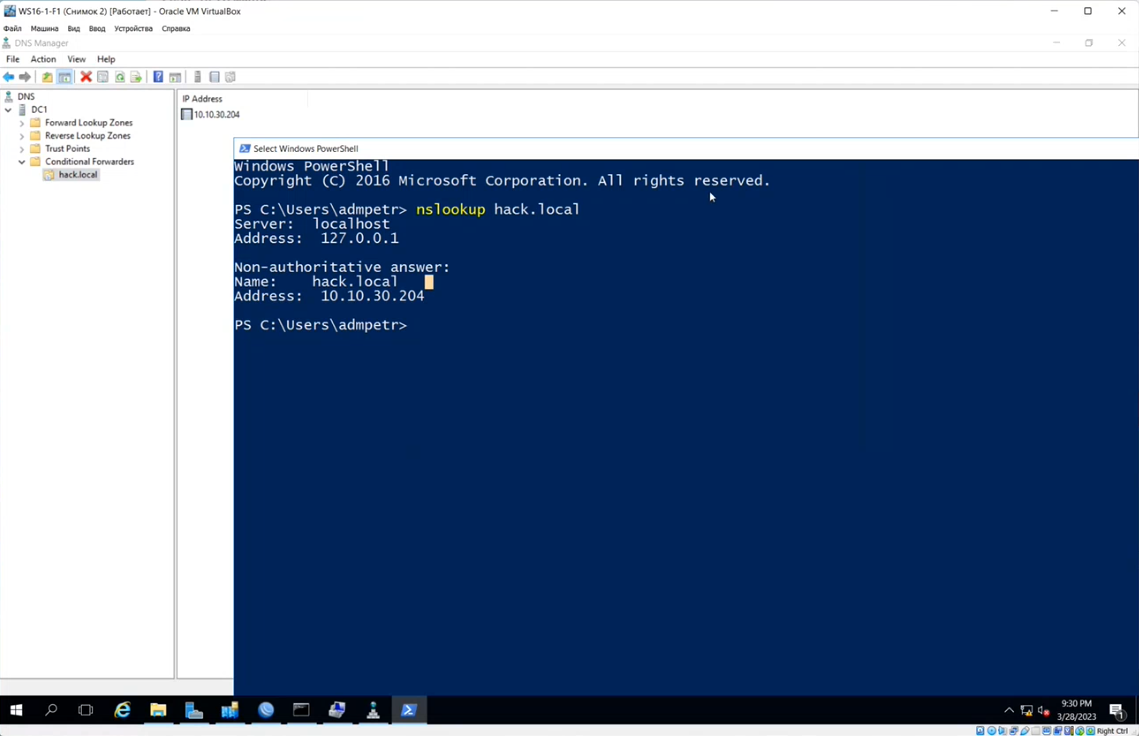 WS16-1-F1 (Снимок 2) [Работает] - Oracle VM VirtualBox
Файл Машина Вид Ввод Устройства Справка
DNS Manager
File Action View Help
DNS
DC1
Forward Lookup Zones
Reverse Lookup Zones
Trust Points
Conditional Forwarders
hack.local
IP Address
10.10.30.204
Select Windows PowerShell
Windows PowerShell
Copyright (C) 2016 Microsoft Corporation. All rights reserved.
PS C:\Users\admpetr> nslookup hack.local
Server: localhost
Address: 127.0.0.1
Non-authoritative answer:
Name: hack.local
Address: 10.10.30.204
PS C:\Users\admpetr>
9:30 PM
3/28/2023
1
Right Ctrl